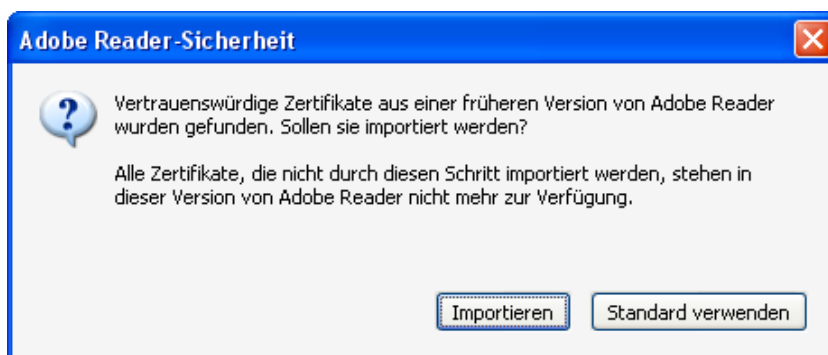 Adobe Reader-Sicherheit
Vertrauenswürdige Zertifikate aus einer früheren Version von Adobe Reader
wurden gefunden. Sollen sie importiert werden?
Alle Zertifikate, die nicht durch diesen Schritt importiert werden, stehen in
dieser Version von Adobe Reader nicht mehr zur Verfügung.
Importieren Standard verwenden